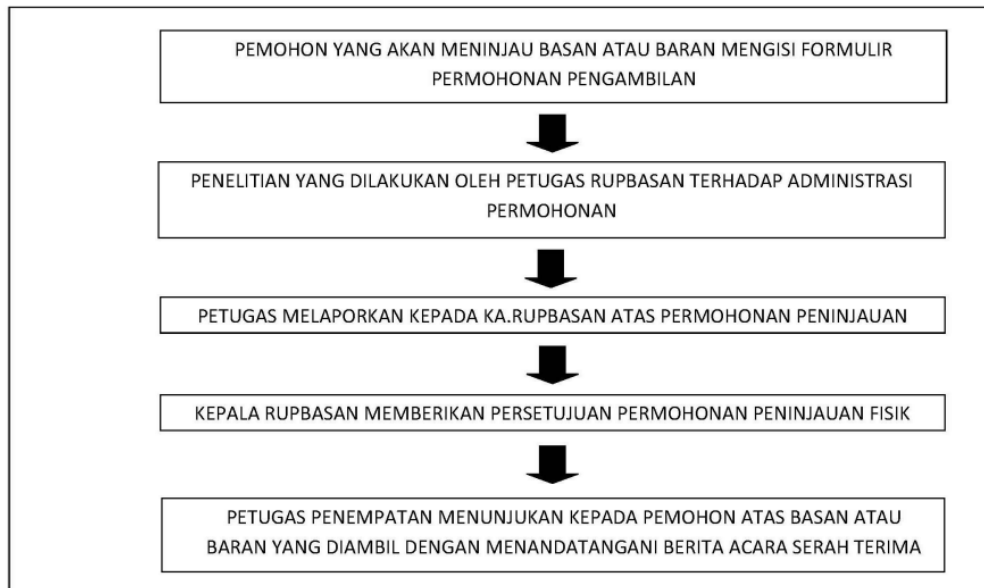 PEMOHON YANG AKAN MENINJAU BASAN ATAU BARAN MENGISI FORMULIR
PERMOHONAN PENGAMBILAN
PENELITIAN YANG DILAKUKAN OLEH PETUGAS RUPBASAN TERHADAP ADMINISTRASI
PERMOHONAN
PETUGAS MELAPORKAN KEPADA KA.RUPBASAN ATAS PERMOHONAN PENINJAUAN
KEPALA RUPBASAN MEMBERIKAN PERSETUJUAN PERMOHONAN PENINJAUAN FISIK
PETUGAS PENEMPATAN MENUNJUKAN KEPADA PEMOHON ATAS BASAN ATAU
BARAN YANG DIAMBIL DENGAN MENANDATANGANI BERITA ACARA SERAH TERIMA